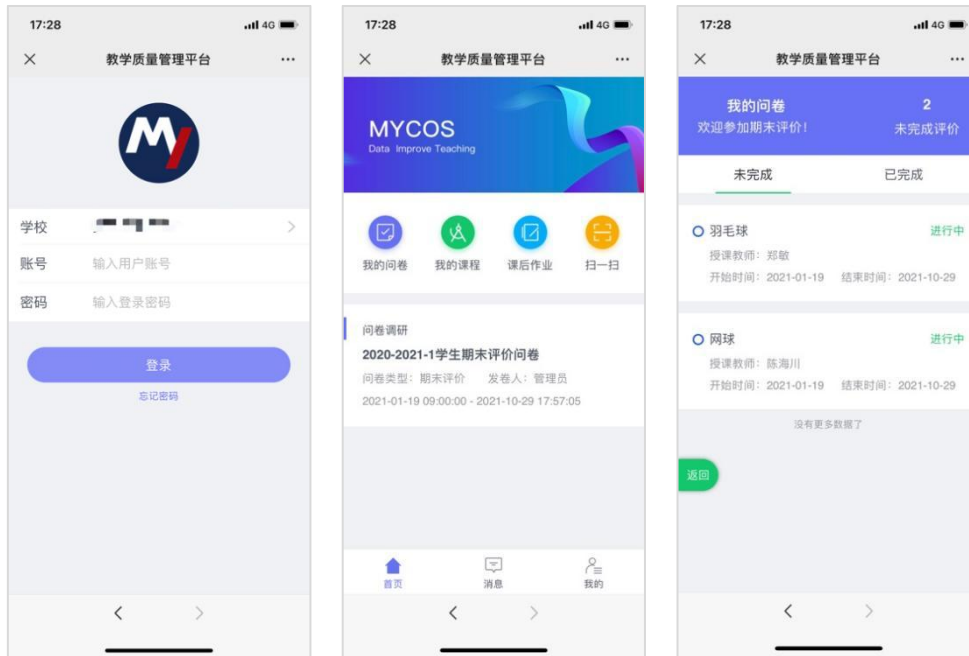 17:28
4G
教学质量管理平台
学校
账号 输入用户账号
密码 输入登录密码
登录
忘记密码
17:28
4G
教学质量管理平台
MYCOS
Data Improve Teaching
我的问卷 我的课程 课后作业 扫一扫
问卷调研
2020-2021-1学生期末评价问卷
问卷类型：期末评价 发卷人：管理员
2021-01-19 09:00:00 - 2021-10-29 17:57:05
首页 消息 我的
17:28
4G
教学质量管理平台
我的问卷 2
欢迎参加期末评价！ 未完成评价
未完成 已完成
羽毛球 进行中
授课教师：郑敏
开始时间：2021-01-19 结束时间：2021-10-29
网球 进行中
授课教师：陈海川
开始时间：2021-01-19 结束时间：2021-10-29
没有更多数据了
返回